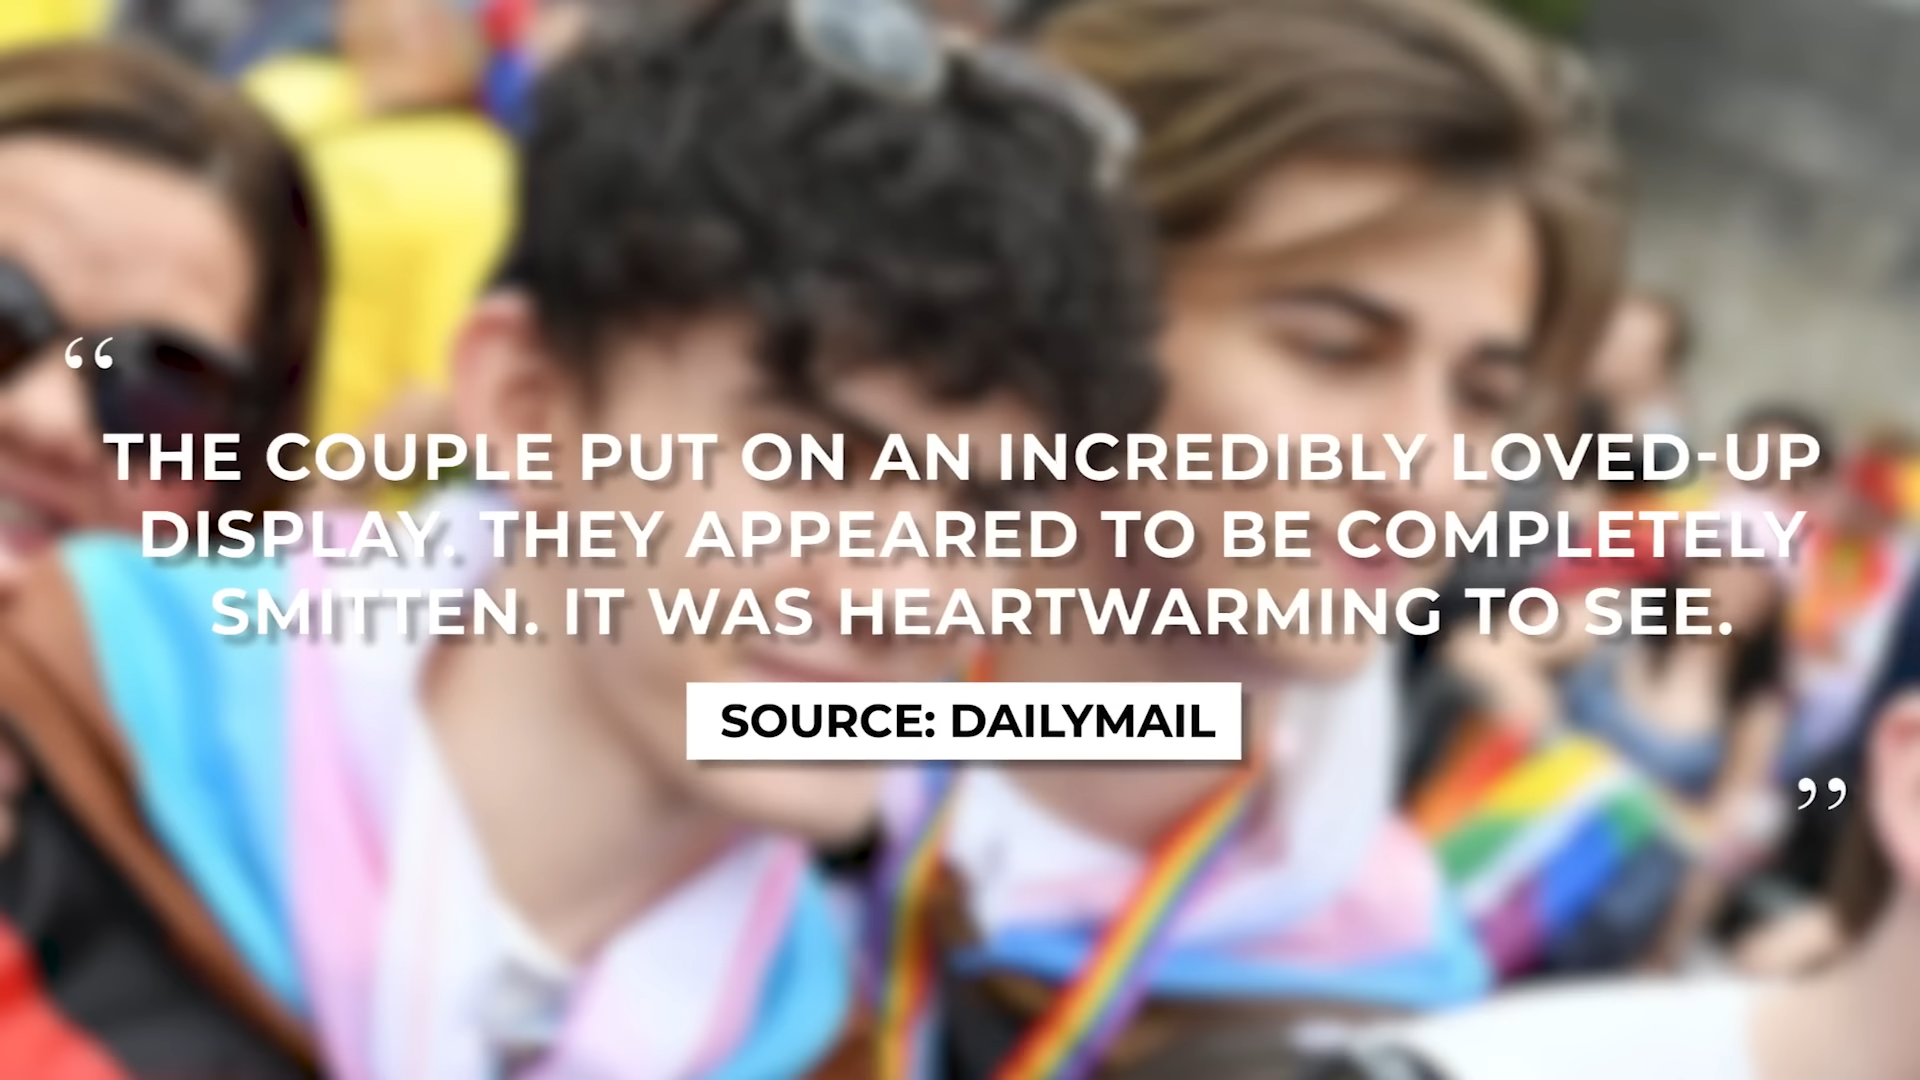 “
THE COUPLE PUT ON AN INCREDIBLY LOVED-UP
DISPLAY. THEY APPEARED TO BE COMPLETELY
SMITTEN. IT WAS HEARTWARMING TO SEE.
SOURCE: DAILYMAIL
”